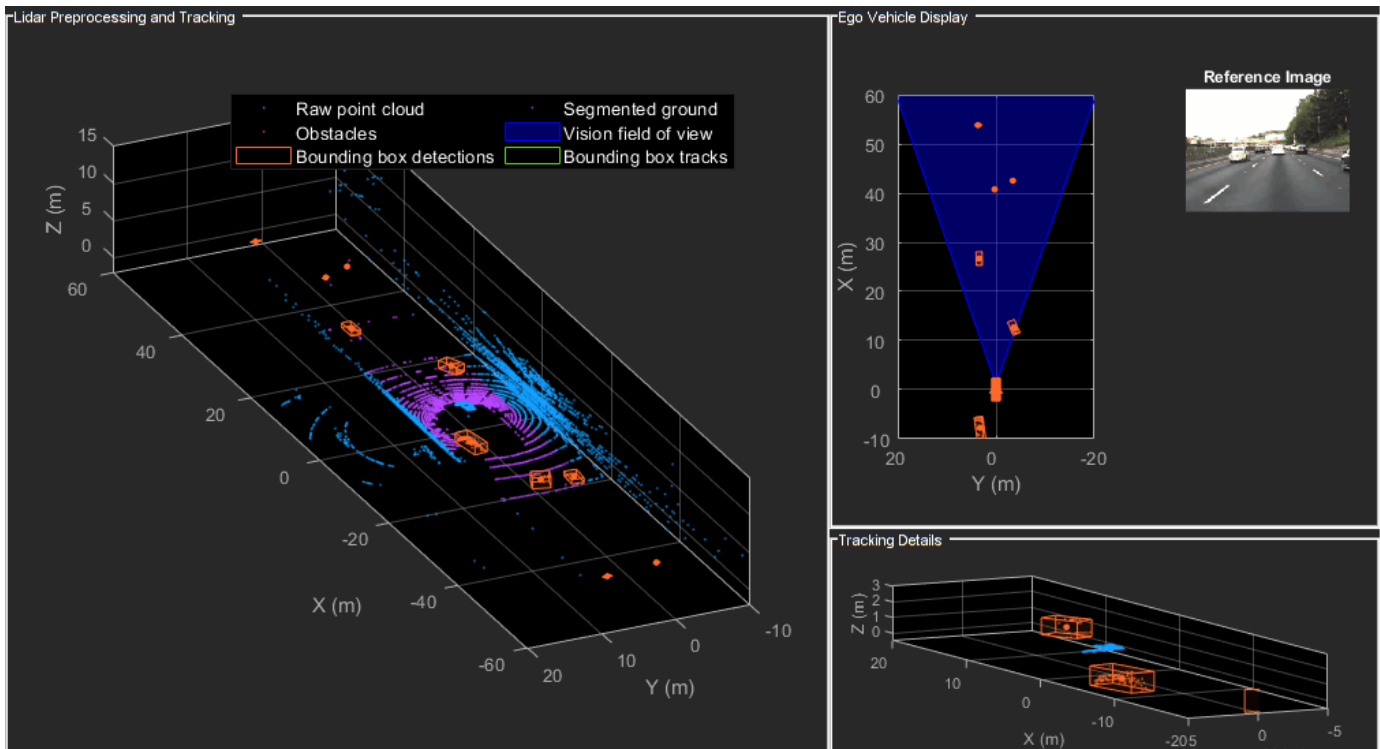 Lidar Preprocessing and Tracking
Raw point cloud
Segmented ground
Obstacles
Vision field of view
Bounding box detections
Bounding box tracks
15
10
5
0
Z (m)
60
40
20
0
-20
-40
-60
X (m)
20
10
0
-10
Y (m)
Ego Vehicle Display
Reference Image
60
50
40
30
20
10
0
-10
X (m)
20
0
-20
Y (m)
Tracking Details
3
2
1
0
Z (m)
20
10
0
-10
-205
0
-5
X (m)